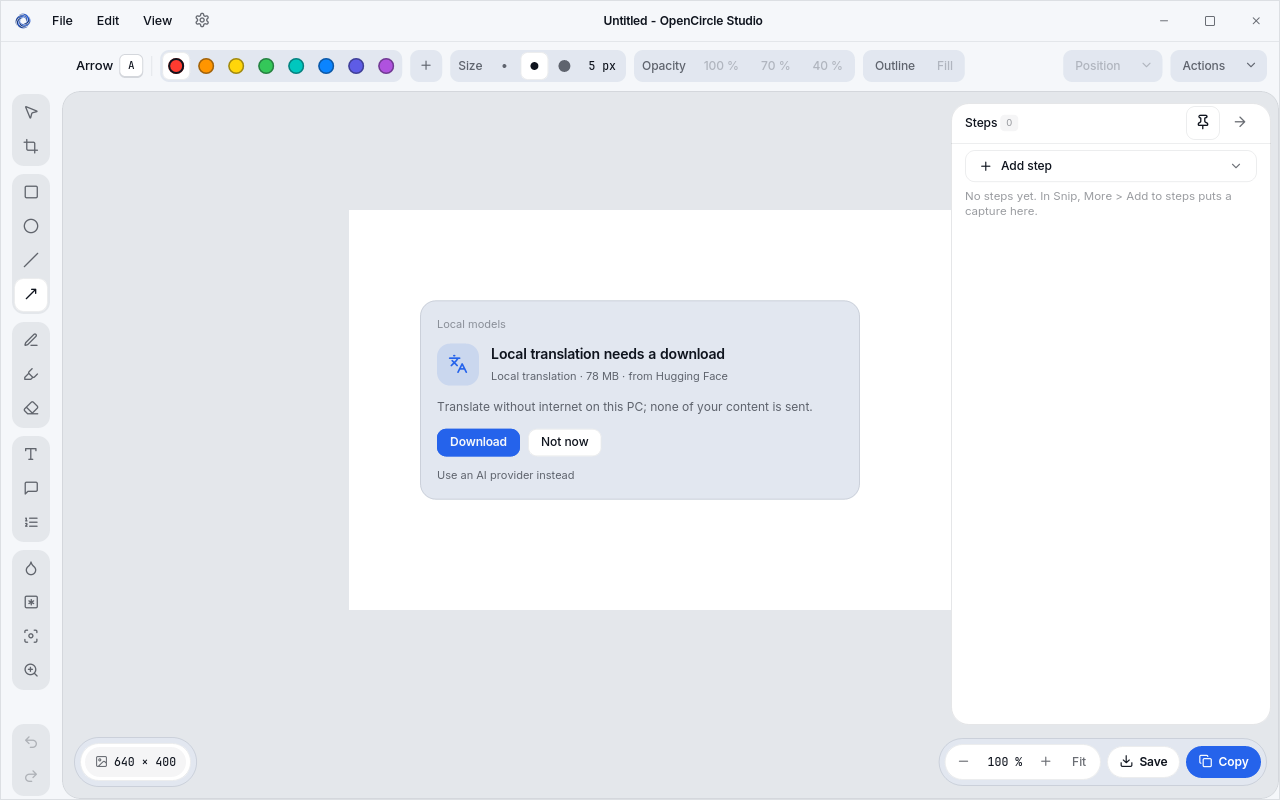 File Edit View
Untitled - OpenCircle Studio
Arrow A
Size 5 px
Opacity 100 % 70 % 40 %
Outline Fill
Position
Actions
Steps 0
Add step
No steps yet. In Snip, More > Add to steps puts a
capture here.
Local models
Local translation needs a download
Local translation · 78 MB · from Hugging Face
Translate without internet on this PC; none of your content is sent.
Download Not now
Use an AI provider instead
640 × 400
100 % Fit
Save
Copy